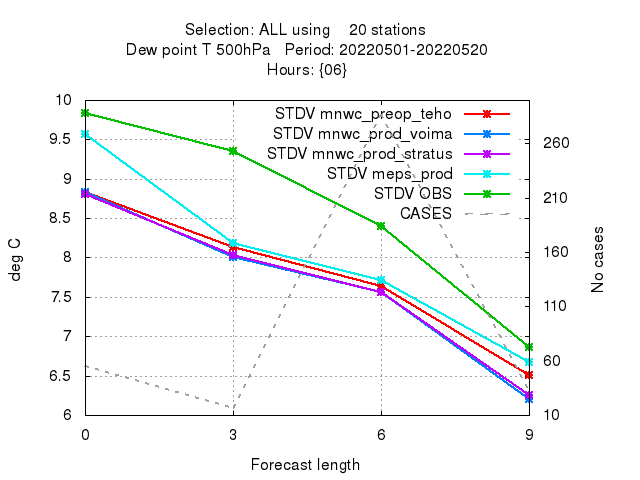 Selection: ALL using 20 stations
Dew point T 500hPa Period: 20220501-20220520
Hours: {06}
STDV mnwc_preop_teho
STDV mnwc_prod_voima
STDV mnwc_prod_stratus
STDV meps_prod
STDV OBS
CASES
deg C
10
9.5
9
8.5
8
7.5
7
6.5
6
No cases
260
210
160
110
60
10
0 3 6 9
Forecast length